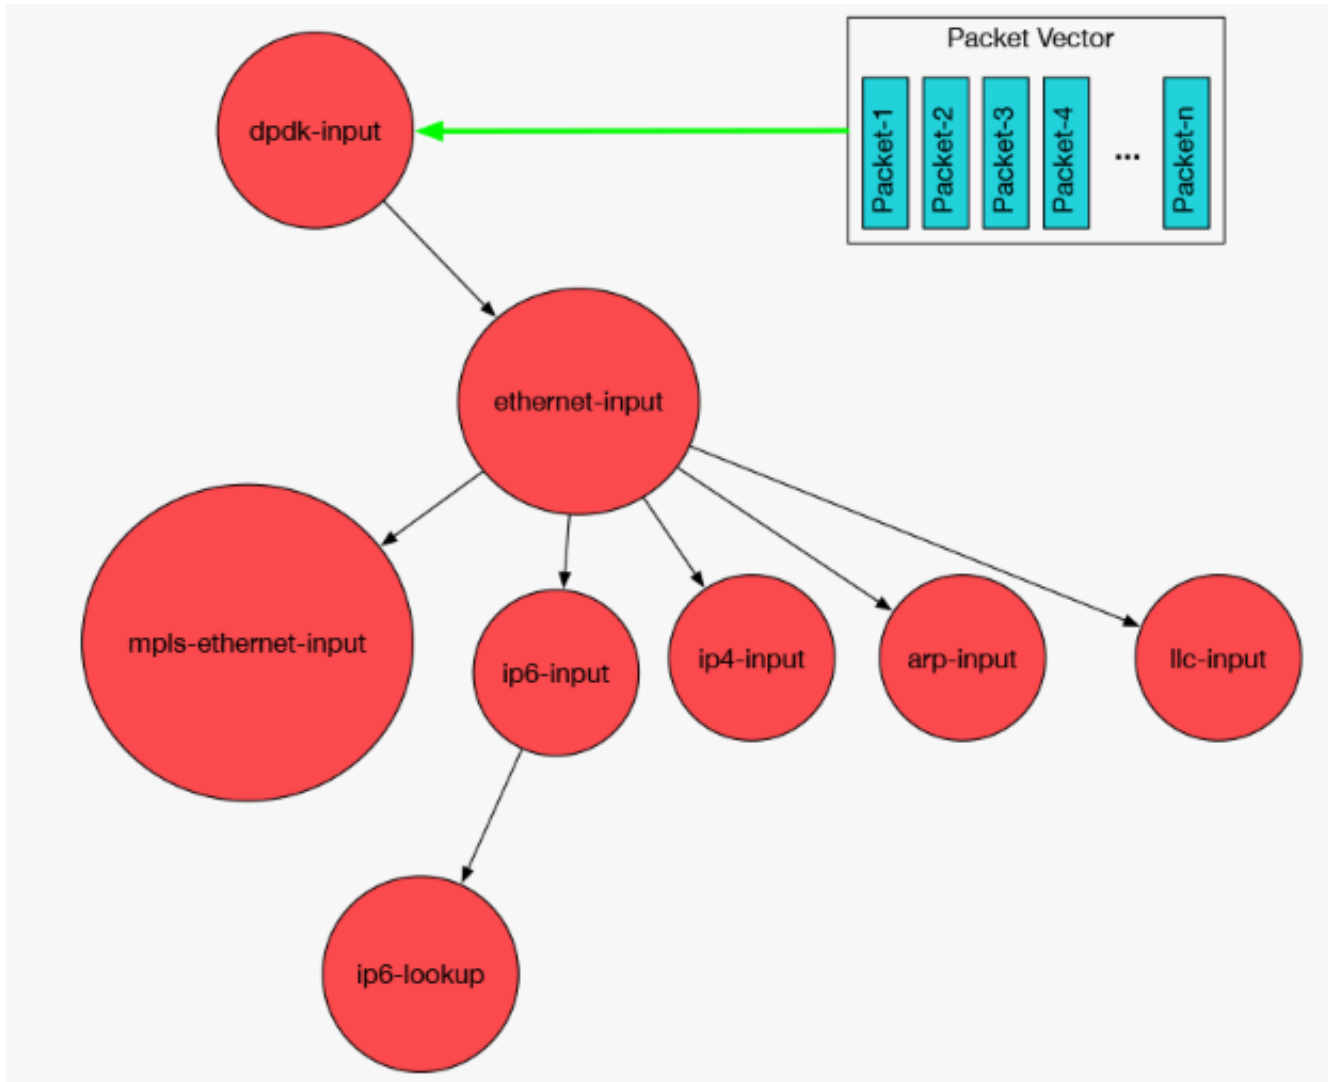 Packet Vector
dpdk-input
Packet-1
Packet-2
Packet-3
Packet-4
...
Packet-n
ethernet-input
mpls-ethernet-input
ip6-input
ip4-input
arp-input
llc-input
ip6-lookup